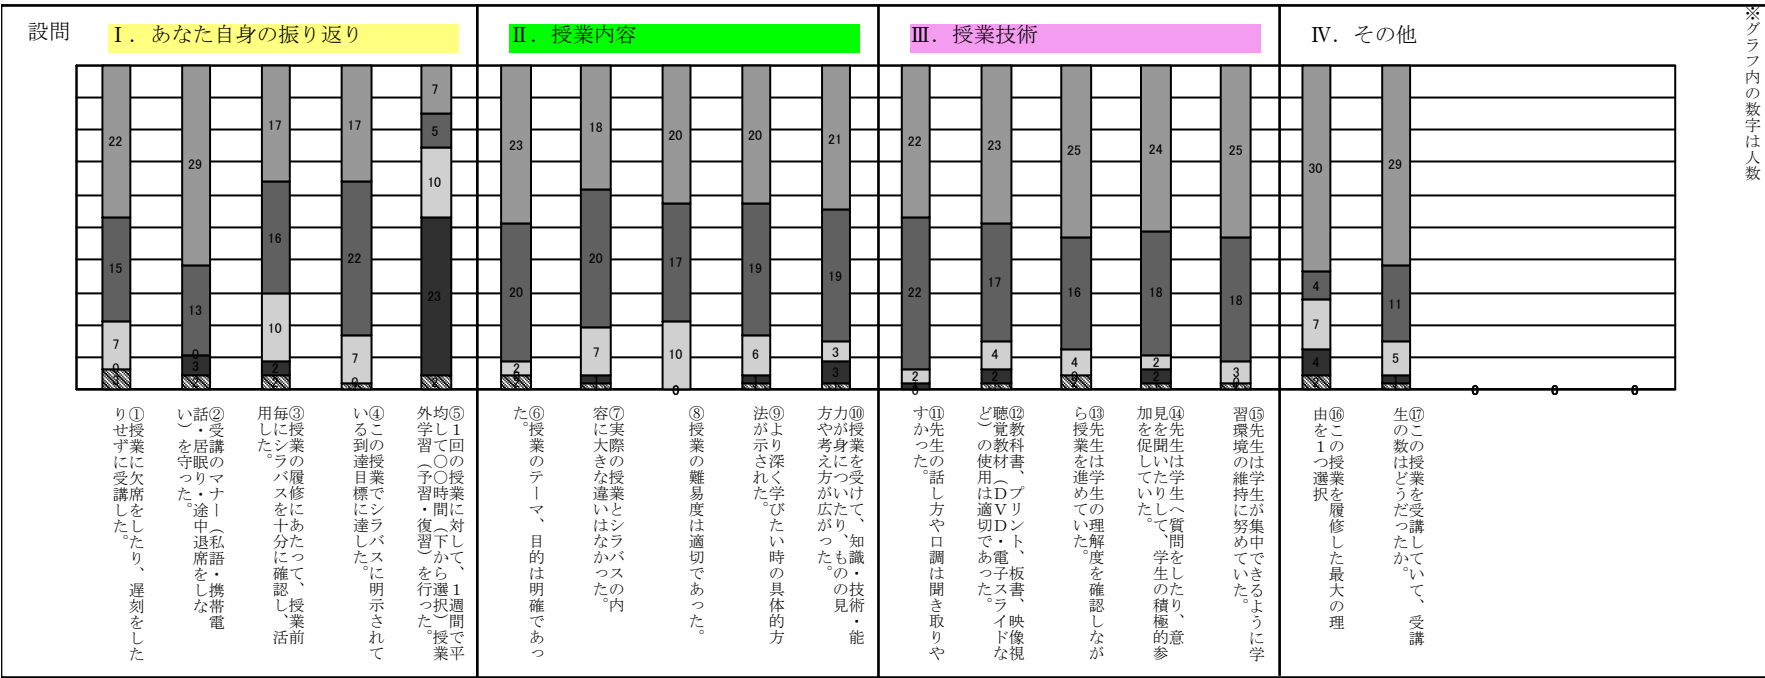 設問
Ⅰ．あなた自身の振り返り
Ⅱ．授業内容
Ⅲ．授業技術
Ⅳ．その他
※グラフ内の数字は人数
22
15
7
0
3
29
13
0
3
2
17
16
10
2
2
17
22
7
0
7
5
10
23
2
23
20
2
2
18
20
7
1
20
17
10
0
20
19
6
1
21
19
3
3
1
22
22
2
0
23
17
4
2
1
25
16
4
0
2
24
18
2
2
1
25
18
3
0
30
4
7
4
2
29
11
5
1
0
0
0
①授業に欠席をしたり、遅刻をした
りせずに受講した。
②受講のマナー（私語・携帯電
話・居眠り・途中退席をしな
い）を守った。
③授業の履修にあたって、授業前
毎にシラバスを十分に確認し、活
用した。
④この授業でシラバスに明示されて
いる到達目標に達した。
⑤１回の授業に対して、１週間で平
均して〇〇時間（下から選択）授業
外学習（予習・復習）を行った。
⑥授業のテーマ、目的は明確であっ
た。
⑦実際の授業とシラバスの内
容に大きな違いはなかった。
⑧授業の難易度は適切であった。
⑨より深く学びたい時の具体的方
法が示された。
⑩授業を受けて、知識・技術・能
力が身についたり、ものの見
方や考え方が広がった。
⑪先生の話し方や口調は聞き取りや
すかった。
⑫教科書、プリント、板書、映像視
聴覚教材（ＤＶＤ・電子スライドな
ど）の使用は適切であった。
⑬先生は学生の理解度を確認しなが
ら授業を進めていた。
⑭先生は学生へ質問をしたり、意
見を聞いたりして、学生の積極的参
加を促していた。
⑮先生は学生が集中できるように学
習環境の維持に努めていた。
⑯この授業を履修した最大の理
由を１つ選択
⑰この授業を受講していて、受講
生の数はどうだったか。